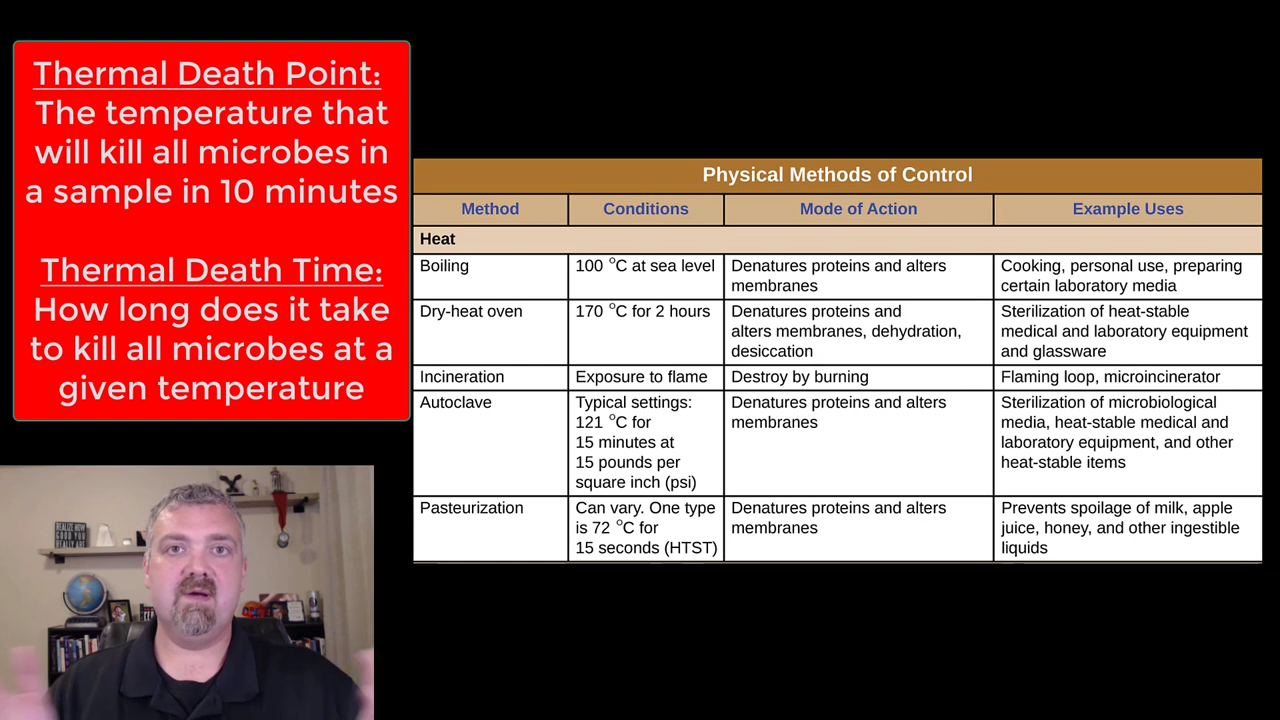 Thermal Death Point:
The temperature that
will kill all microbes in
a sample in 10 minutes
Thermal Death Time:
How long does it take
to kill all microbes at a
given temperature
Physical Methods of Control
Method Conditions Mode of Action Example Uses
Heat
Boiling
100 °C at sea level
Denatures proteins and alters
membranes
Cooking, personal use, preparing
certain laboratory media
Dry-heat oven
170 °C for 2 hours
Denatures proteins and
alters membranes, dehydration,
desiccation
Sterilization of heat-stable
medical and laboratory equipment
and glassware
Incineration
Exposure to flame
Destroy by burning
Flaming loop, microincinerator
Autoclave
Typical settings:
121 °C for
15 minutes at
15 pounds per
square inch (psi)
Denatures proteins and alters
membranes
Sterilization of microbiological
media, heat-stable medical and
laboratory equipment, and other
heat-stable items
Pasteurization
Can vary. One type
is 72 °C for
15 seconds (HTST)
Denatures proteins and alters
membranes
Prevents spoilage of milk, apple
juice, honey, and other ingestible
liquids
REALIZE HOW
GOOD YOU
REALLY ARE